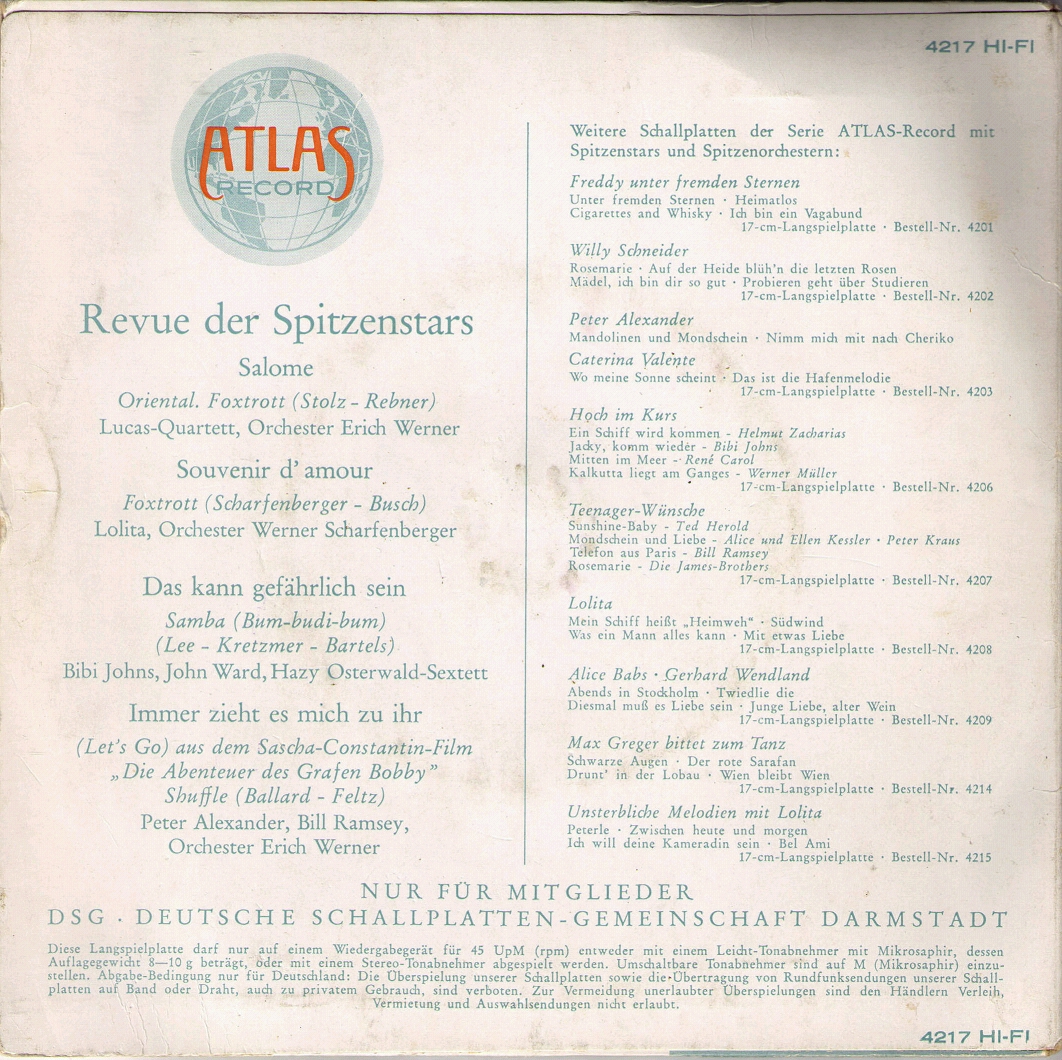 4217 HI-FI
ATLAS
RECORD
Revue der Spitzenstars
Salome
Oriental. Foxtrott (Stolz - Rebner)
Lucas-Quartett, Orchester Erich Werner
Souvenir d'amour
Foxtrott (Scharfenberger - Busch)
Lolita, Orchester Werner Scharfenberger
Das kann gefährlich sein
Samba (Bum-budi-bum)
(Lee - Kretzmer - Bartels)
Bibi Johns, John Ward, Hazy Osterwald-Sextett
Immer zieht es mich zu ihr
(Let's Go) aus dem Sascha-Constantin-Film
„Die Abenteuer des Grafen Bobby”
Shuffle (Ballard - Feltz)
Peter Alexander, Bill Ramsey,
Orchester Erich Werner
Weitere Schallplatten der Serie ATLAS-Record mit
Spitzenstars und Spitzenorchestern:
Freddy unter fremden Sternen
Unter fremden Sternen · Heimatlos
Cigarettes and Whisky · Ich bin ein Vagabund
17-cm-Langspielplatte · Bestell-Nr. 4201
Willy Schneider
Rosemarie · Auf der Heide blüh'n die letzten Rosen
Mädel, ich bin dir so gut · Probieren geht über Studieren
17-cm-Langspielplatte · Bestell-Nr. 4202
Peter Alexander
Mandolinen und Mondschein · Nimm mich mit nach Cheriko
Caterina Valente
Wo meine Sonne scheint · Das ist die Hafenmelodie
17-cm-Langspielplatte · Bestell-Nr. 4203
Hoch im Kurs
Ein Schiff wird kommen - Helmut Zacharias
Jacky, komm wieder - Bibi Johns
Mitten im Meer - René Carol
Kalkutta liegt am Ganges - Werner Müller
17-cm-Langspielplatte · Bestell-Nr. 4206
Teenager-Wünsche
Sunshine-Baby - Ted Herold
Mondschein und Liebe - Alice und Ellen Kessler · Peter Kraus
Telefon aus Paris - Bill Ramsey
Rosemarie - Die James-Brothers
17-cm-Langspielplatte · Bestell-Nr. 4207
Lolita
Mein Schiff heißt „Heimweh“ · Südwind
Was ein Mann alles kann · Mit etwas Liebe
17-cm-Langspielplatte · Bestell-Nr. 4208
Alice Babs · Gerhard Wendland
Abends in Stockholm · Twiedlie die
Diesmal muß es Liebe sein · Junge Liebe, alter Wein
17-cm-Langspielplatte · Bestell-Nr. 4209
Max Greger bittet zum Tanz
Schwarze Augen · Der rote Sarafan
Drunt' in der Lobau · Wien bleibt Wien
17-cm-Langspielplatte · Bestell-Nr. 4214
Unsterbliche Melodien mit Lolita
Peterle · Zwischen heute und morgen
Ich will deine Kameradin sein · Bel Ami
17-cm-Langspielplatte · Bestell-Nr. 4215
NUR FÜR MITGLIEDER
DSG · DEUTSCHE SCHALLPLATTEN-GEMEINSCHAFT DARMSTADT
Diese Langspielplatte darf nur auf einem Wiedergabegerät für 45 UpM (rpm) entweder mit einem Leicht-Tonabnehmer mit Mikrosaphir, dessen
Auflagegewicht 8—10 g beträgt, oder mit einem Stereo-Tonabnehmer abgespielt werden. Umschaltbare Tonabnehmer sind auf M (Mikrosaphir) einzu-
stellen. Abgabe-Bedingung nur für Deutschland: Die Überspielung unserer Schallplatten sowie die Übertragung von Rundfunksendungen unserer Schall-
platten auf Band oder Draht, auch zu privatem Gebrauch, sind verboten. Zur Vermeidung unerlaubter Überspielungen sind den Händlern Verleih,
Vermietung und Auswahlsendungen nicht erlaubt.
4217 HI-FI